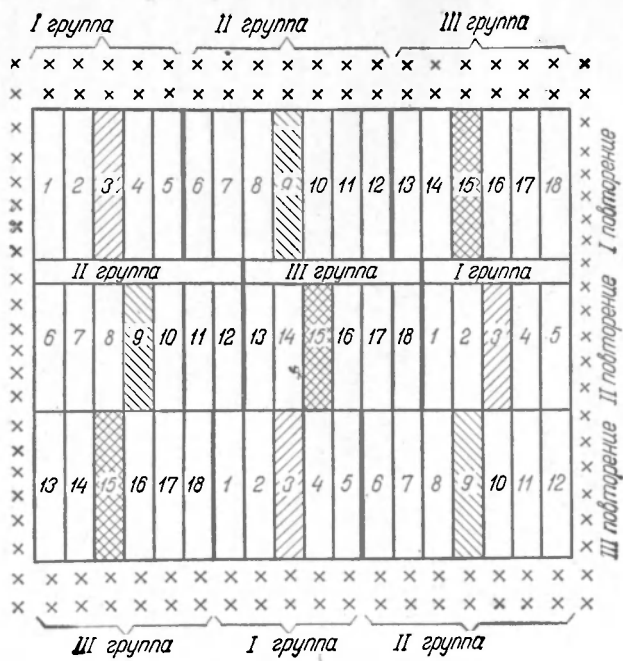 I группа II группа III группа
1 2 3 4 5 6 7 8 9 10 11 12 13 14 15 16 17 18
I повторение
II группа III группа I группа
6 7 8 9 10 11 12 13 14 15 16 17 18 1 2 3 4 5
II повторение
13 14 15 16 17 18 1 2 3 4 5 6 7 8 9 10 11 12
III повторение
III группа I группа II группа